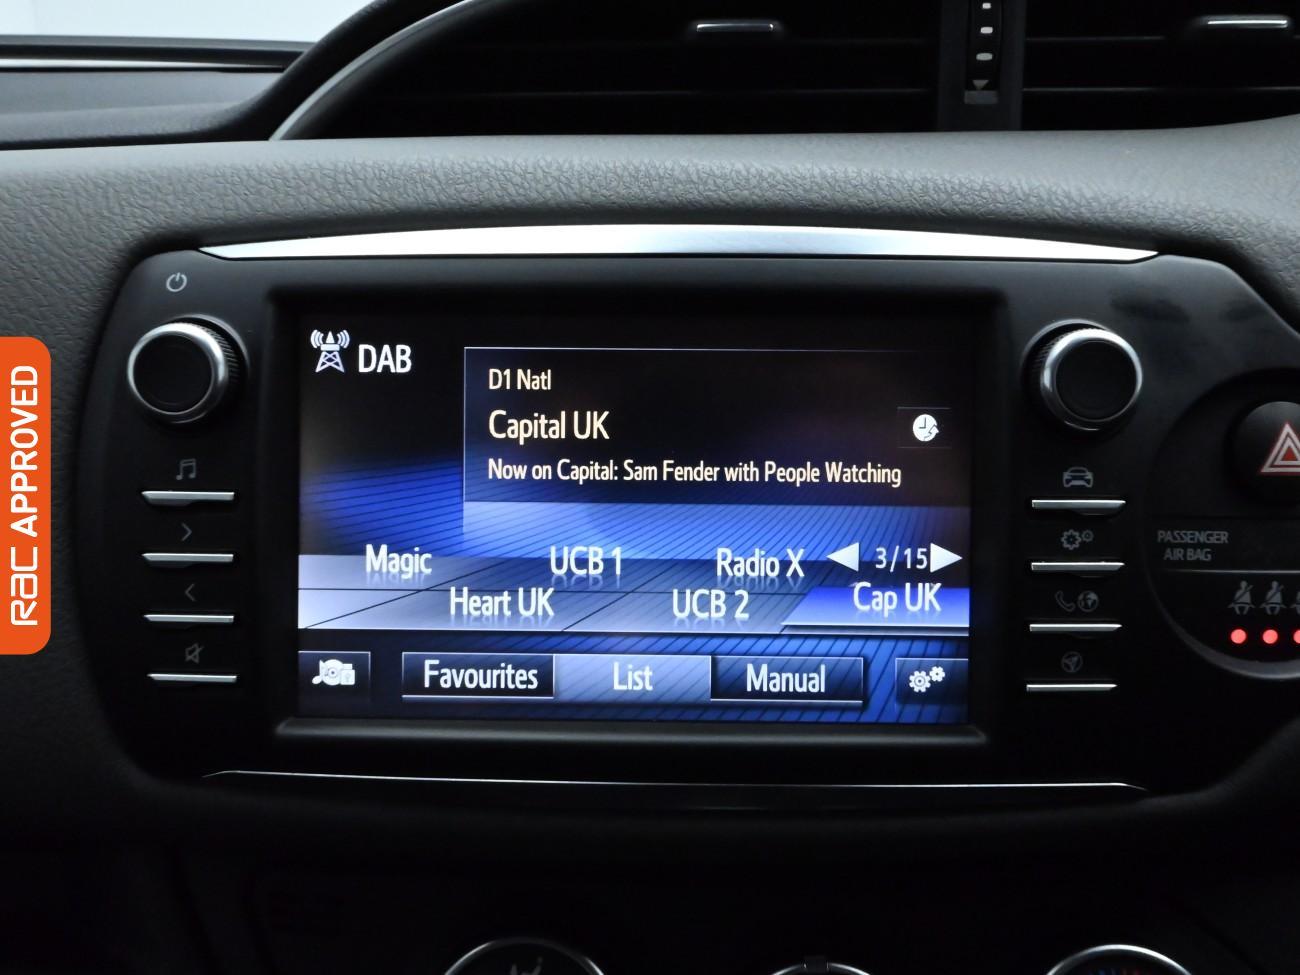 DAB
D1 Natl
Capital UK
Now on Capital: Sam Fender with People Watching
Magic UCB 1 Radio X 3/15
Heart UK UCB 2 Cap UK
Favourites List Manual
PASSENGER
AIR BAG
RAC APPROVED